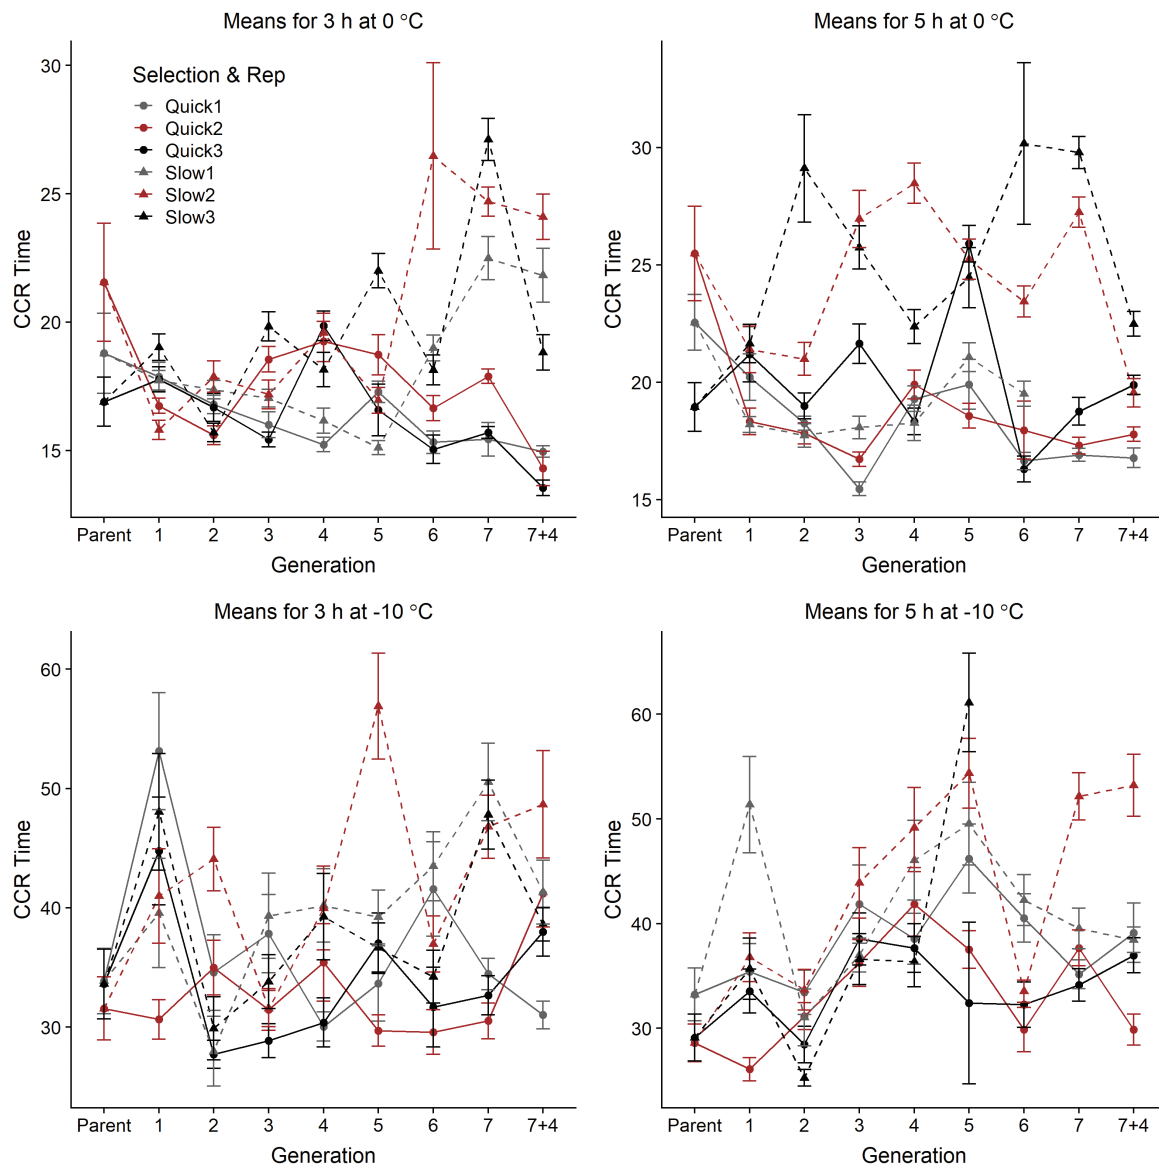 Means for 3 h at 0 °C
CCR Time
30
25
20
15
Selection & Rep
Quick1
Quick2
Quick3
Slow1
Slow2
Slow3
Parent 1 2 3 4 5 6 7 7+4
Generation
Means for 5 h at 0 °C
CCR Time
30
25
20
15
Parent 1 2 3 4 5 6 7 7+4
Generation
Means for 3 h at -10 °C
CCR Time
60
50
40
30
Parent 1 2 3 4 5 6 7 7+4
Generation
Means for 5 h at -10 °C
CCR Time
60
50
40
30
Parent 1 2 3 4 5 6 7 7+4
Generation